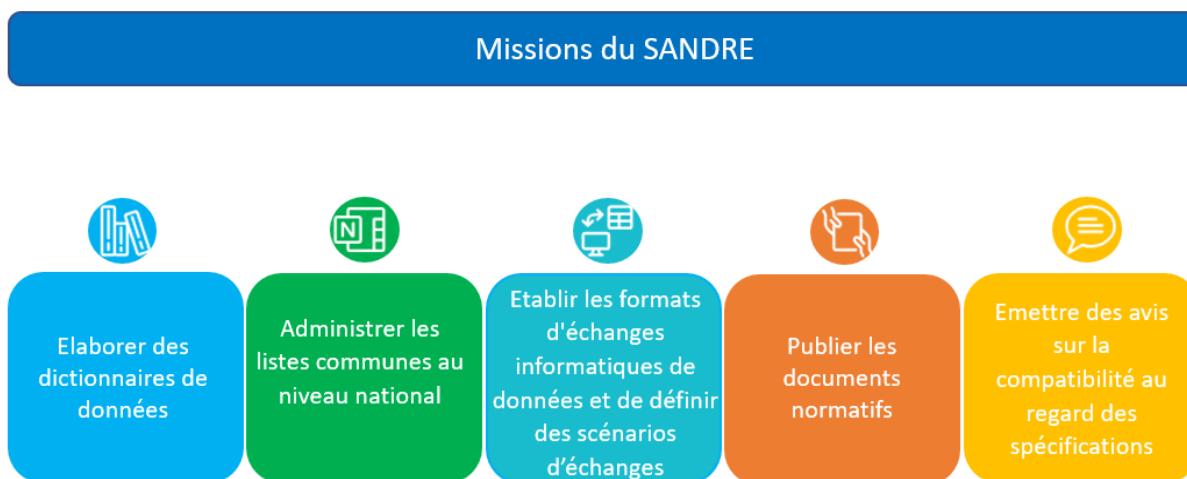 Missions du SANDRE
N
Elaborer des
dictionnaires de
données
Administrer les
listes communes au
niveau national
Etablir les formats
d'échanges
informatiques de
données et de définir
des scénarios
d’échanges
Publier les
documents
normatifs
Emettre des avis
sur la
compatibilité au
regard des
spécifications